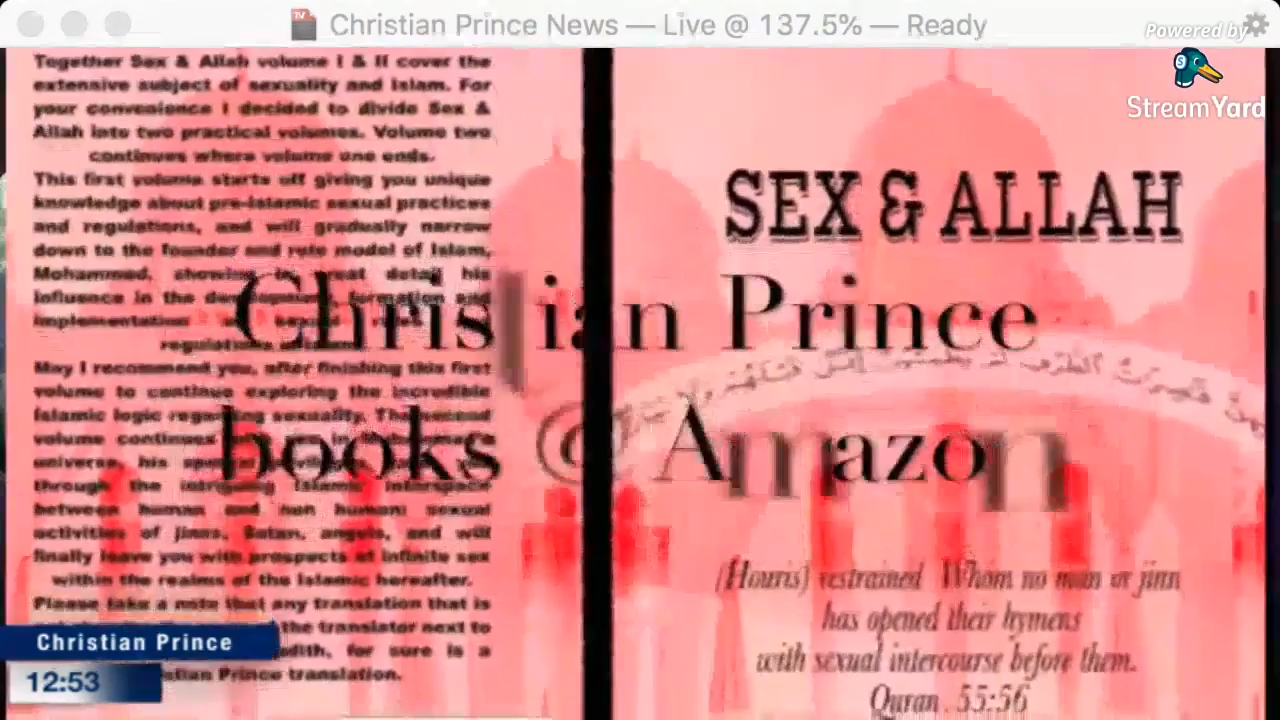 Christian Prince News — Live @ 137.5% — Ready
Powered by
StreamYard
Together Sex & Allah volume I & II cover the
extensive subject of sexuality and Islam. For
your convenience I decided to divide Sex &
Allah into two practical volumes. Volume two
continues where volume one ends.
This first volume starts off giving you unique
knowledge about pre-Islamic sexual practices
and regulations, and will gradually narrow
down to the founder and role model of Islam,
Mohammed, showing in great detail his
influence in the development, formation and
implementation
regulations
May I recommend you, after finishing this first
volume to continue exploring the incredible
Islamic logic regarding sexuality. The second
volume continues
universe his
through the intriguing Islamic interspace
between human and non human: sexual
activities of jinns, Satan, angels, and will
finally leave you with prospects of infinite sex
within the realms of the Islamic hereafter.
Please take a note that any translation that is
the translator next to
for sure is a
Prince translation.
SEX & ALLAH
Christian Prince
books @ Amazon
(Houris) restrained Whom no man or jinn
has opened their hymens
with sexual intercourse before them.
Quran 55:56
Christian Prince
12:53